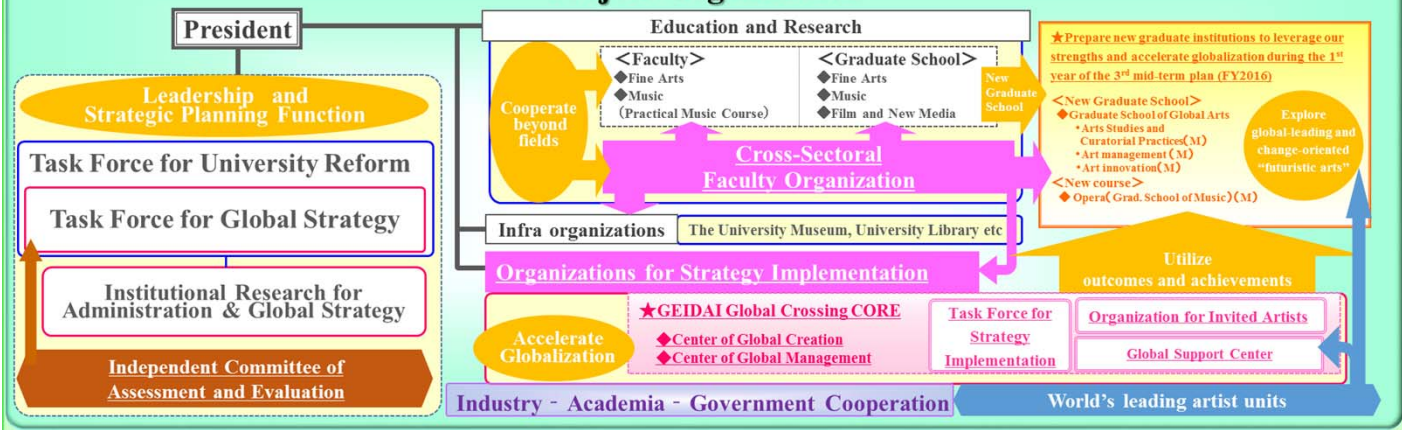 President
Leadership and
Strategic Planning Function
Task Force for University Reform
Task Force for Global Strategy
Institutional Research for
Administration & Global Strategy
Independent Committee of
Assessment and Evaluation
Education and Research
Cooperate
beyond
fields
<Faculty>
◆Fine Arts
◆Music
(Practical Music Course)
<Graduate School>
◆Fine Arts
◆Music
◆Film and New Media
New
Graduate
School
Cross-Sectoral
Faculty Organization
Infra organizations
The University Museum, University Library etc
Organizations for Strategy Implementation
★Prepare new graduate institutions to leverage our
strengths and accelerate globalization during the 1st
year of the 3rd mid-term plan (FY2016)
<New Graduate School>
◆Graduate School of Global Arts
・Arts Studies and
Curatorial Practices(M)
・Art management(M)
・Art innovation(M)
<New course>
◆ Opera(Grad. School of Music)(M)
Explore
global-leading and
change-oriented
"futuristic arts"
Utilize
outcomes and achievements
Accelerate
Globalization
★GEIDAI Global Crossing CORE
◆Center of Global Creation
◆Center of Global Management
Task Force for
Strategy
Implementation
Organization for Invited Artists
Global Support Center
Industry - Academia - Government Cooperation
World's leading artist units